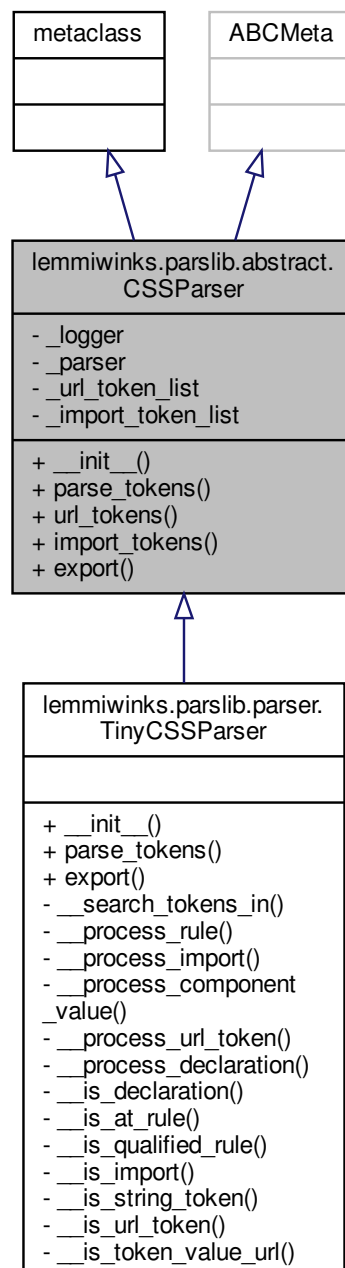 metaclass
ABCMeta
lemmiwinks.parslib.abstract.
CSSParser
- _logger
- _parser
- _url_token_list
- _import_token_list
+ __init__()
+ parse_tokens()
+ url_tokens()
+ import_tokens()
+ export()
lemmiwinks.parslib.parser.
TinyCSSParser
+ __init__()
+ parse_tokens()
+ export()
- __search_tokens_in()
- __process_rule()
- __process_import()
- __process_component
_value()
- __process_url_token()
- __process_declaration()
- __is_declaration()
- __is_at_rule()
- __is_qualified_rule()
- __is_import()
- __is_string_token()
- __is_url_token()
- __is_token_value_url()